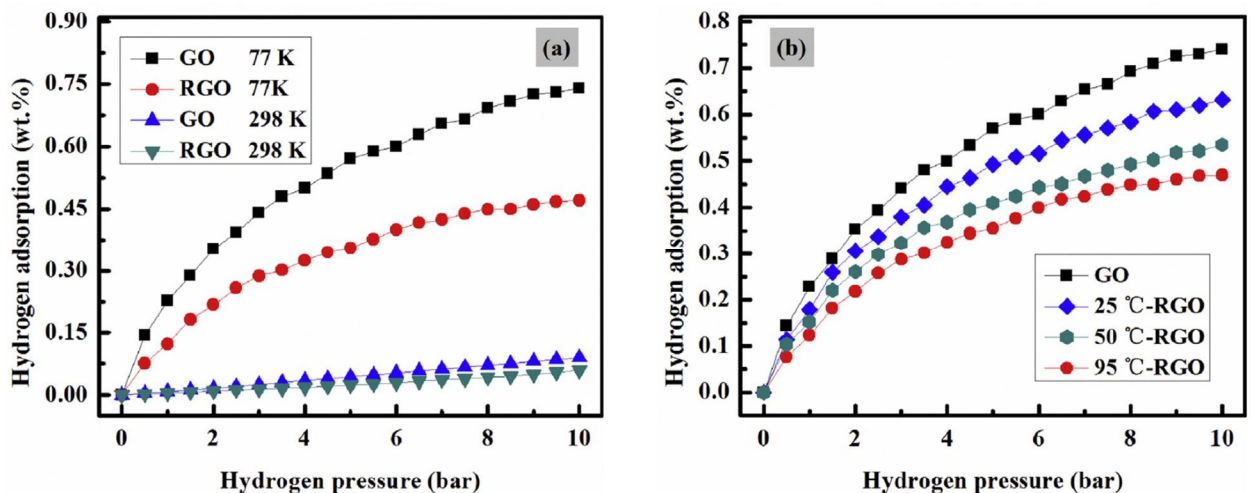 (a)
GO 77 K
RGO 77K
GO 298 K
RGO 298 K
Hydrogen adsorption (wt.%)
0.90
0.75
0.60
0.45
0.30
0.15
0.00
0 2 4 6 8 10
Hydrogen pressure (bar)
(b)
GO
25 ℃-RGO
50 ℃-RGO
95 ℃-RGO
Hydrogen adsorption (wt.%)
0.8
0.7
0.6
0.5
0.4
0.3
0.2
0.1
0.0
0 2 4 6 8 10
Hydrogen pressure (bar)